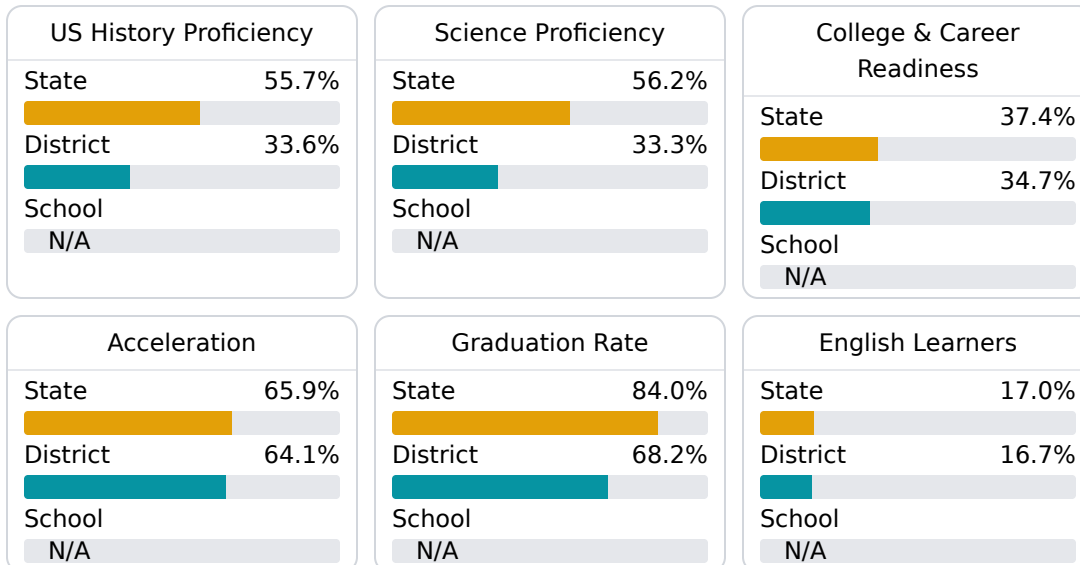 US History Proficiency
State 55.7%
District 33.6%
School
N/A
Science Proficiency
State 56.2%
District 33.3%
School
N/A
College & Career
Readiness
State 37.4%
District 34.7%
School
N/A
Acceleration
State 65.9%
District 64.1%
School
N/A
Graduation Rate
State 84.0%
District 68.2%
School
N/A
English Learners
State 17.0%
District 16.7%
School
N/A